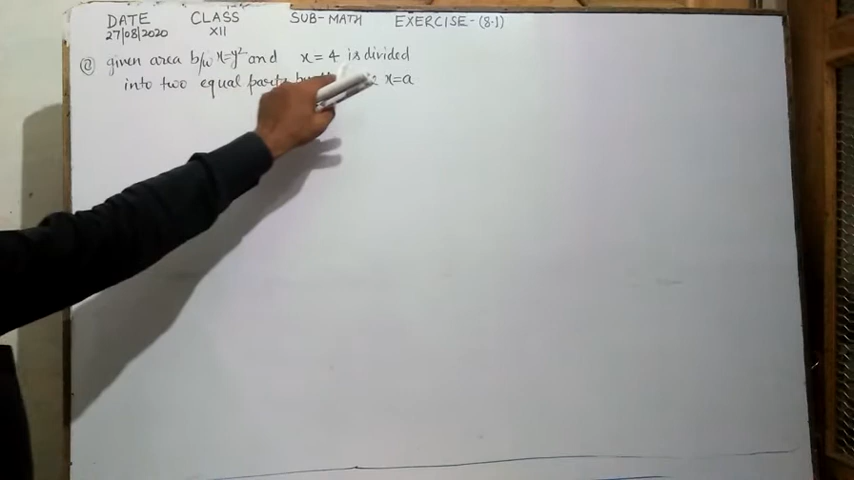 DATE CLASS SUB-MATH EXERCISE-(8.1)
27/08/2020 XII
Q given area b/w x=y² and x=4 is divided
into two equal parts x=a